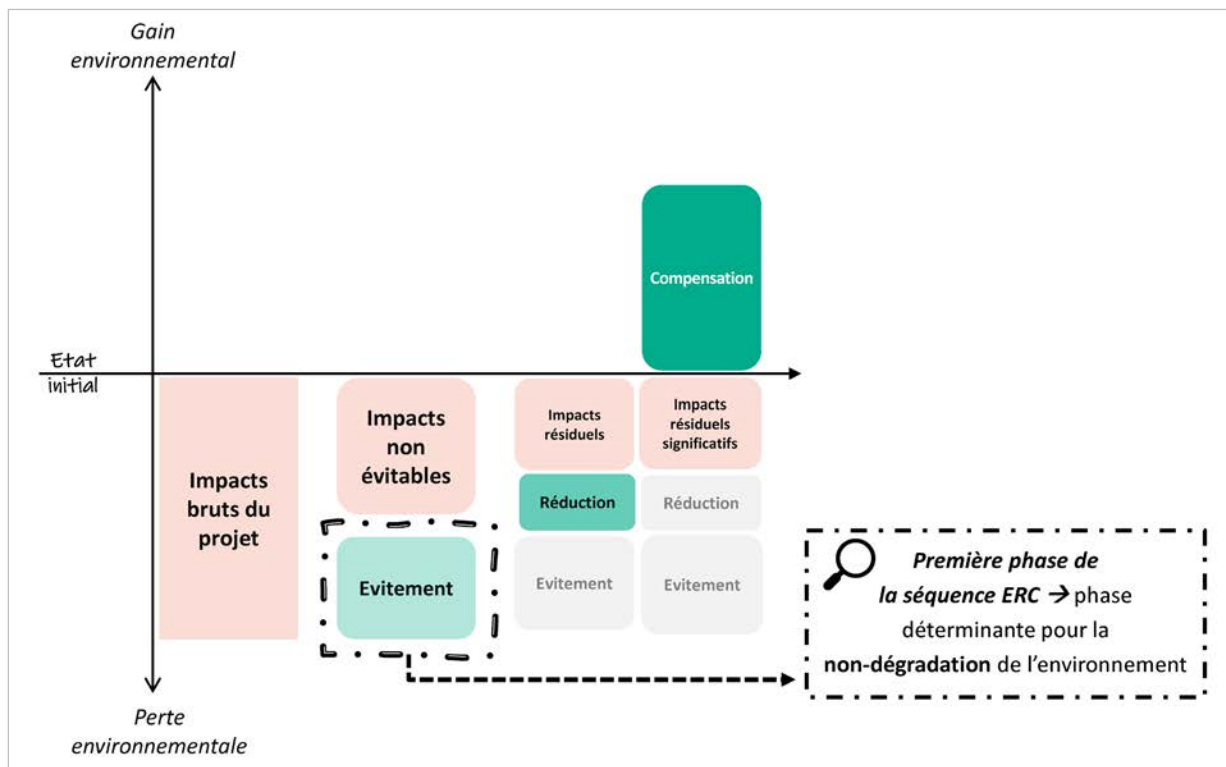 Gain
environnemental
Compensation
Etat
initial
Impacts
bruts du
projet
Impacts
non
évitables
Evitement
Impacts
résiduels
Réduction
Evitement
Impacts
résiduels
significatifs
Réduction
Evitement
Première phase de
la séquence ERC → phase
déterminante pour la
non-dégradation de l’environnement
Perte
environnementale